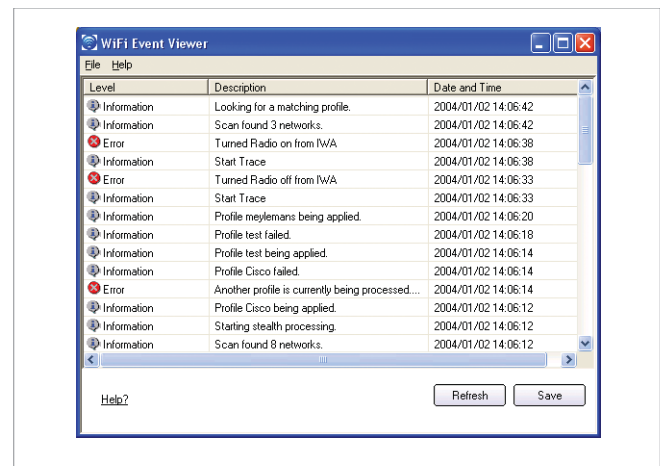 WiFi Event Viewer
File Help
Level Description Date and Time
Information Looking for a matching profile. 2004/01/02 14:06:42
Information Scan found 3 networks. 2004/01/02 14:06:42
Error Turned Radio on from IWA 2004/01/02 14:06:38
Information Start Trace 2004/01/02 14:06:38
Error Turned Radio off from IWA 2004/01/02 14:06:33
Information Start Trace 2004/01/02 14:06:33
Information Profile meylemans being applied. 2004/01/02 14:06:20
Information Profile test failed. 2004/01/02 14:06:18
Information Profile test being applied. 2004/01/02 14:06:14
Information Profile Cisco failed. 2004/01/02 14:06:14
Error Another profile is currently being processed.... 2004/01/02 14:06:14
Information Profile Cisco being applied. 2004/01/02 14:06:12
Information Starting stealth processing. 2004/01/02 14:06:12
Information Scan found 8 networks. 2004/01/02 14:06:12
Help? Refresh Save